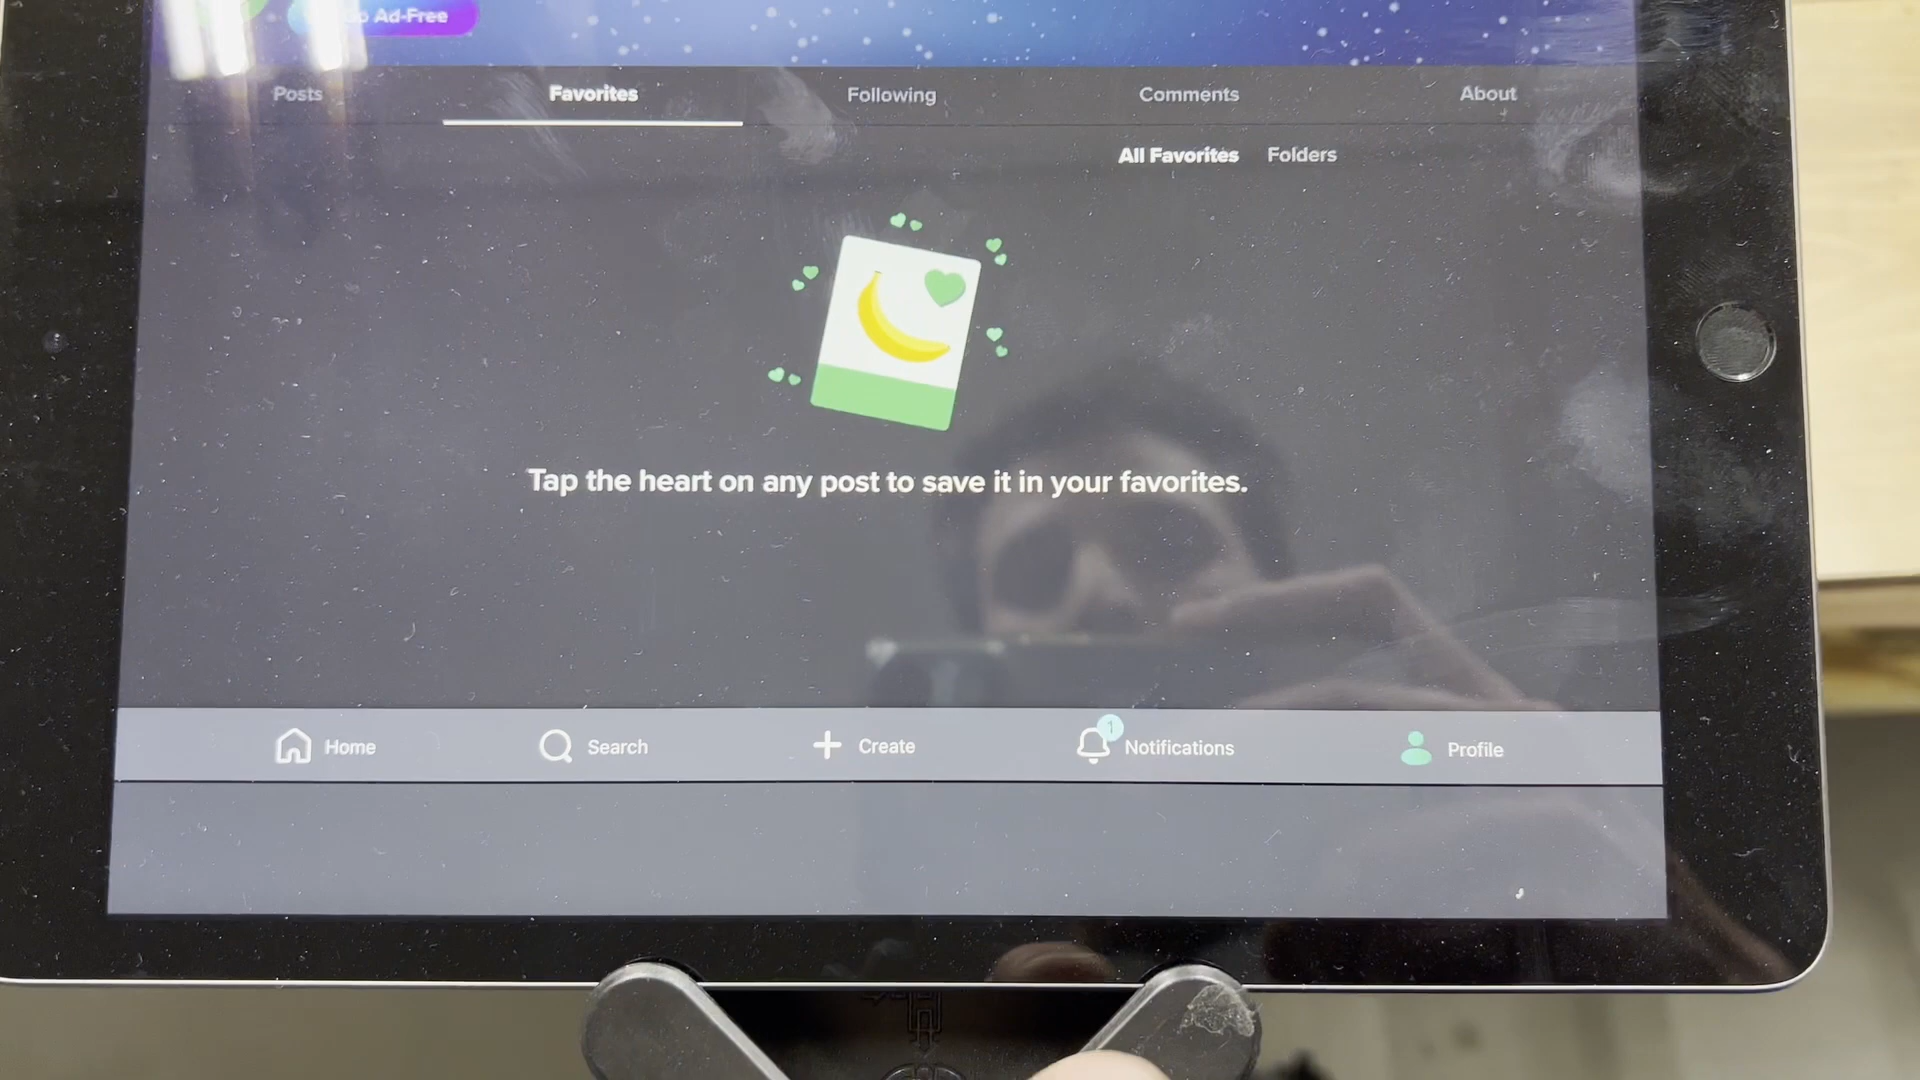 Ad-Free
Posts Favorites Following Comments About
All Favorites Folders
Tap the heart on any post to save it in your favorites.
Home Search Create 1 Notifications Profile